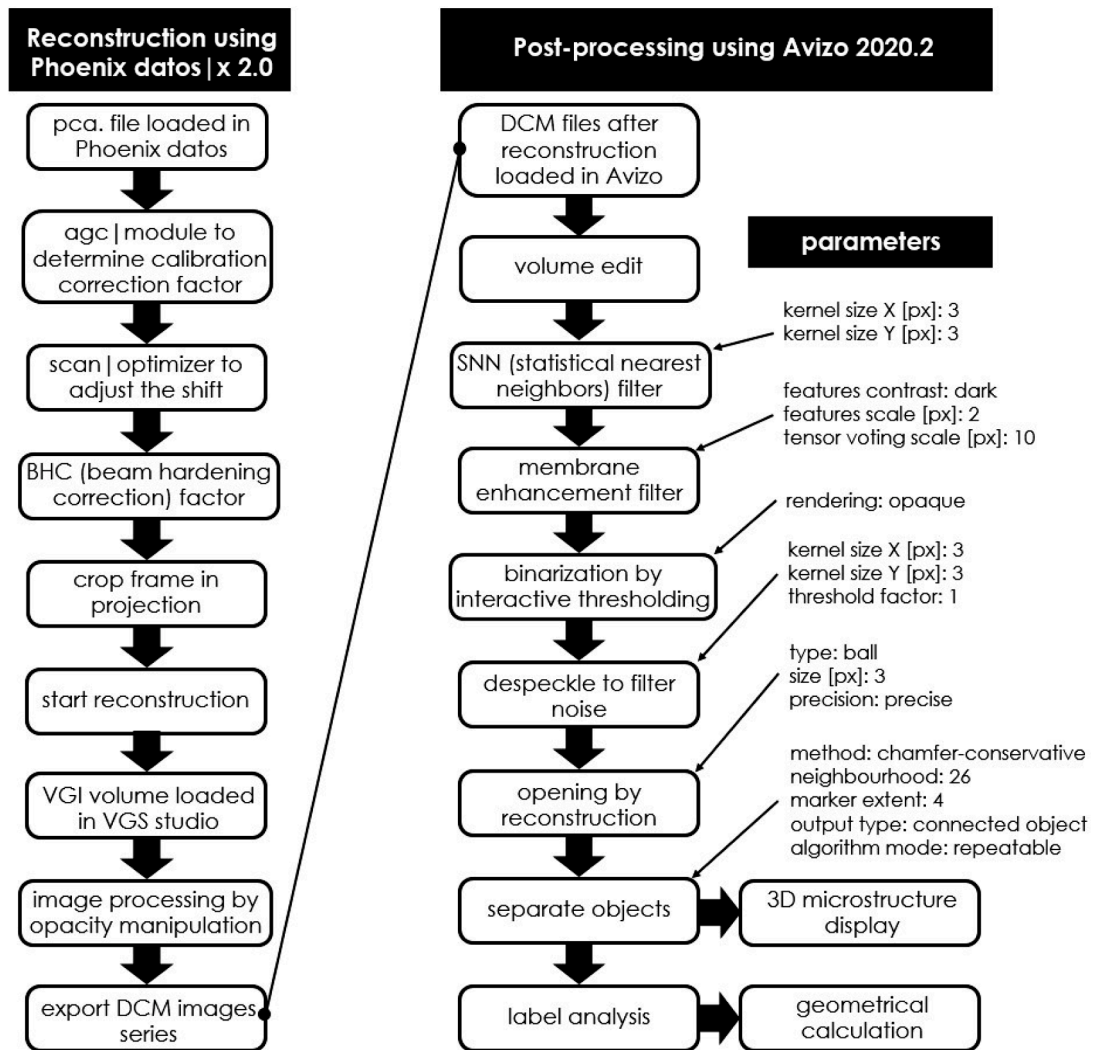 Reconstruction using
Phoenix datos|x 2.0
pca. file loaded in
Phoenix datos
agc|module to
determine calibration
correction factor
scan|optimizer to
adjust the shift
BHC (beam hardening
correction) factor
crop frame in
projection
start reconstruction
VGI volume loaded
in VGS studio
image processing by
opacity manipulation
export DCM images
series
Post-processing using Avizo 2020.2
DCM files after
reconstruction
loaded in Avizo
volume edit
SNN (statistical nearest
neighbors) filter
membrane
enhancement filter
binarization by
interactive thresholding
despeckle to filter
noise
opening by
reconstruction
separate objects
3D microstructure
display
label analysis
geometrical
calculation
parameters
kernel size X [px]: 3
kernel size Y [px]: 3
features contrast: dark
features scale [px]: 2
tensor voting scale [px]: 10
rendering: opaque
kernel size X [px]: 3
kernel size Y [px]: 3
threshold factor: 1
type: ball
size [px]: 3
precision: precise
method: chamfer-conservative
neighbourhood: 26
marker extent: 4
output type: connected object
algorithm mode: repeatable